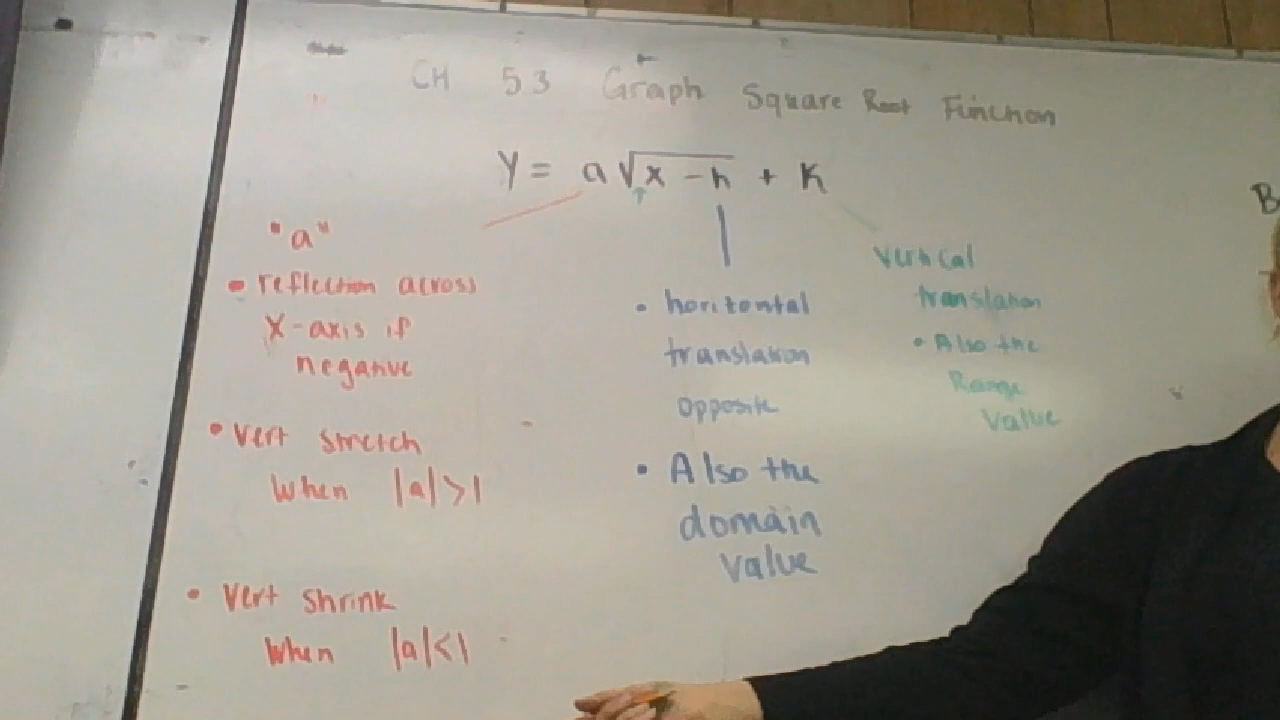 CH 5.3 Graph Square Root Function
y = a√x - h + K
"a"
• reflection across
x-axis if
negative
• vert stretch
when |a|>1
• vert shrink
when |a|<1
• horizontal
translation
opposite
• Also the
domain
value
vertical
translation
• Also the
Range
Value
B